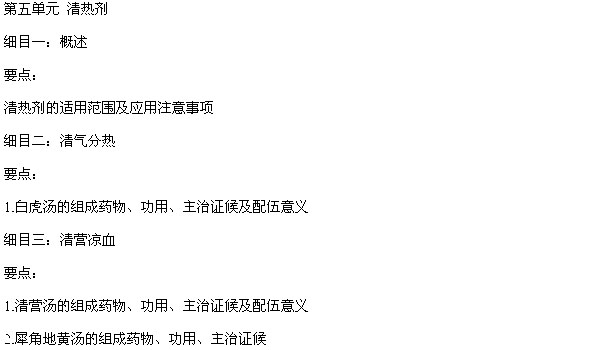 第五单元 清热剂
细目一：概述
要点：
清热剂的适用范围及应用注意事项
细目二：清气分热
要点：
1.白虎汤的组成药物、功用、主治证候及配伍意义
细目三：清营凉血
要点：
1.清营汤的组成药物、功用、主治证候及配伍意义
2.犀角地黄汤的组成药物、功用、主治证候